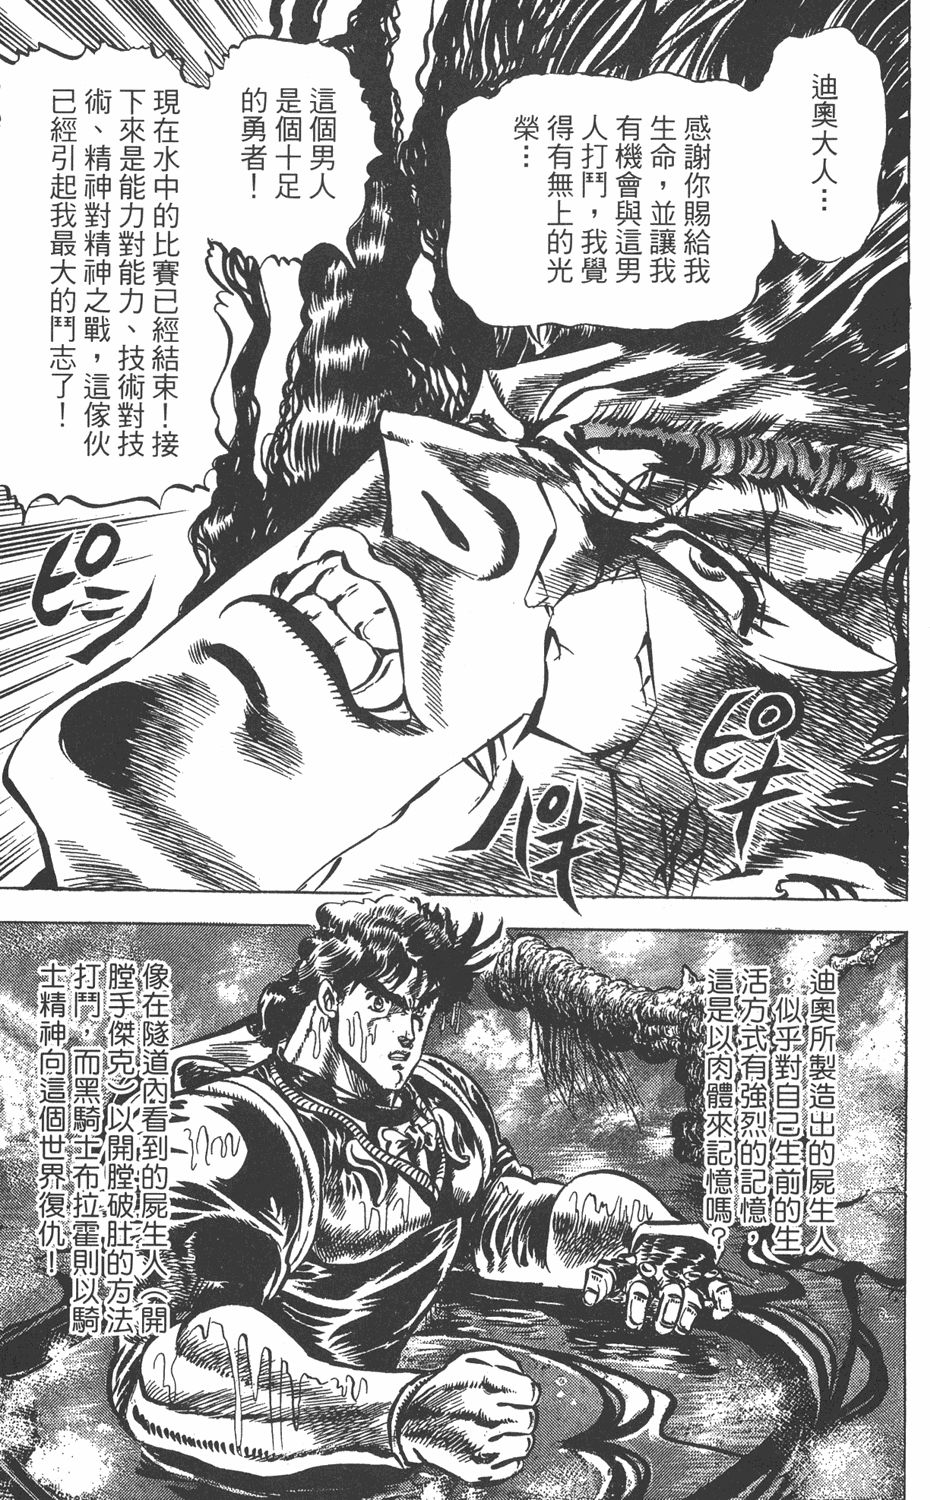 迪奧大人…
感謝你賜給我
生命，並讓我
有機會與這男
人打鬥，我覺
得有無上的光
榮…
這個男人
是個十足
的勇者！
現在水中的比賽已經結束！接
下來是能力對能力、技術對技
術、精神對精神之戰，這傢伙
已經引起我最大的鬥志了！
ピシ
ピキ
パキ
迪奧所製造出的屍生人
，似乎對自己生前的生
活方式有強烈的記憶，
這是以肉體來記憶嗎？
像在隧道內看到的屍生人（開
膛手傑克）以開膛破肚的方法
打鬥，而黑騎士布拉霍則以騎
士精神向這個世界復仇！